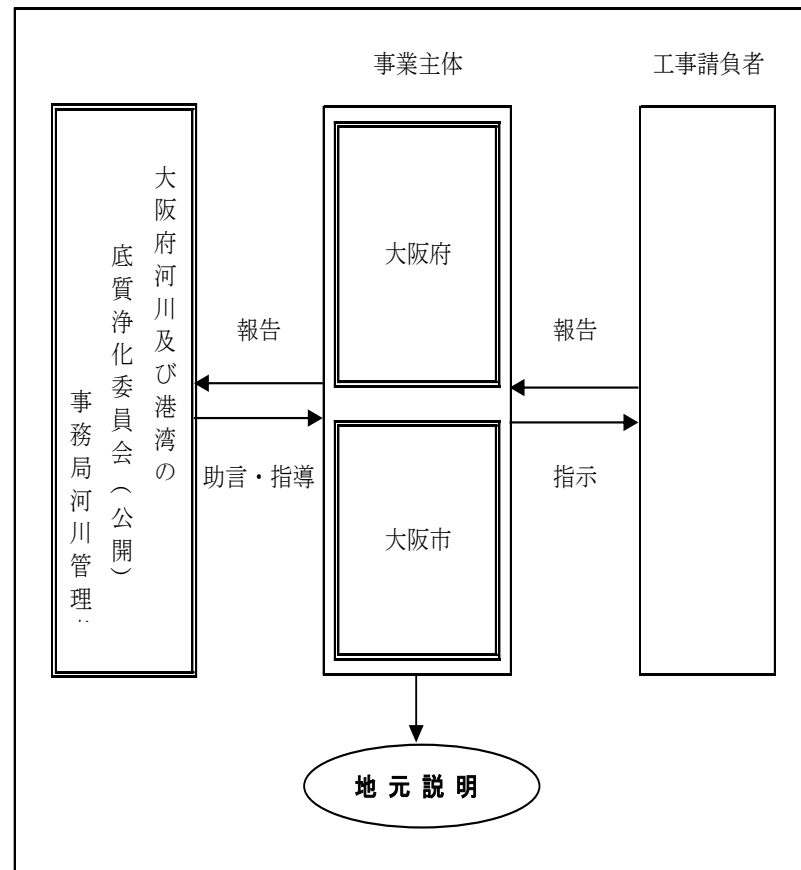 事業主体
工事請負者
大阪府河川及び港湾の
底質浄化委員会（公開）
事務局河川管理
大阪府
報告
報告
助言・指導
指示
大阪市
地元説明